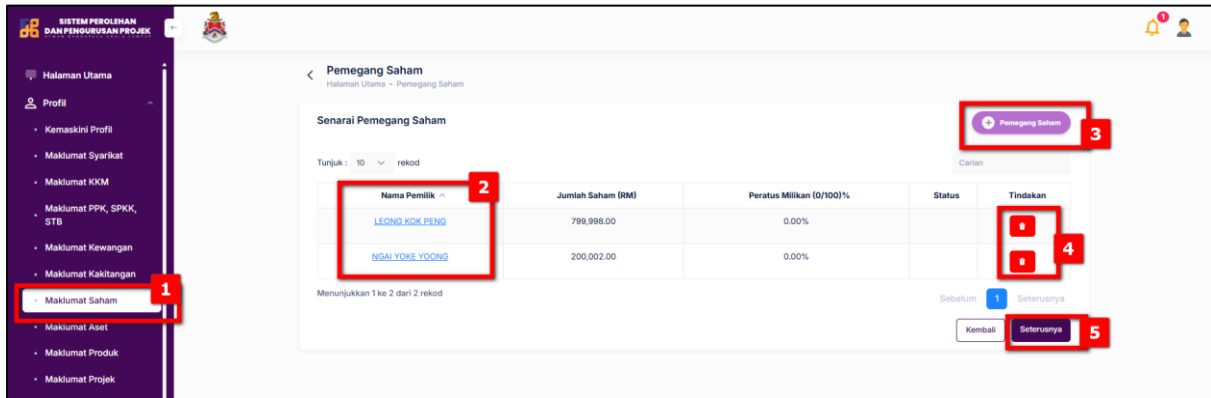 SISTEM PEROLEHAN
DAN PENGURUSAN PROJEK
1
Halaman Utama
Profil
Kemaskini Profil
Maklumat Syarikat
Maklumat KKM
Maklumat PPK, SPKK,
STB
Maklumat Kewangan
Maklumat Kakitangan
Maklumat Saham
1
Maklumat Aset
Maklumat Produk
Maklumat Projek
Pemegang Saham
Halaman Utama - Pemegang Saham
Senarai Pemegang Saham
Pemegang Saham
3
Tunjuk : 10 rekod
Carian
Nama Pemilik 2 Jumlah Saham (RM) Peratus Milikan (0/100)% Status Tindakan
LEONG KOK PENG 799,998.00 0.00%
NGAI YOKE YOONG 200,002.00 0.00%
4
Menunjukkan 1 ke 2 dari 2 rekod
Sebelum 1 Seterusnya
Kembali Seterusnya 5